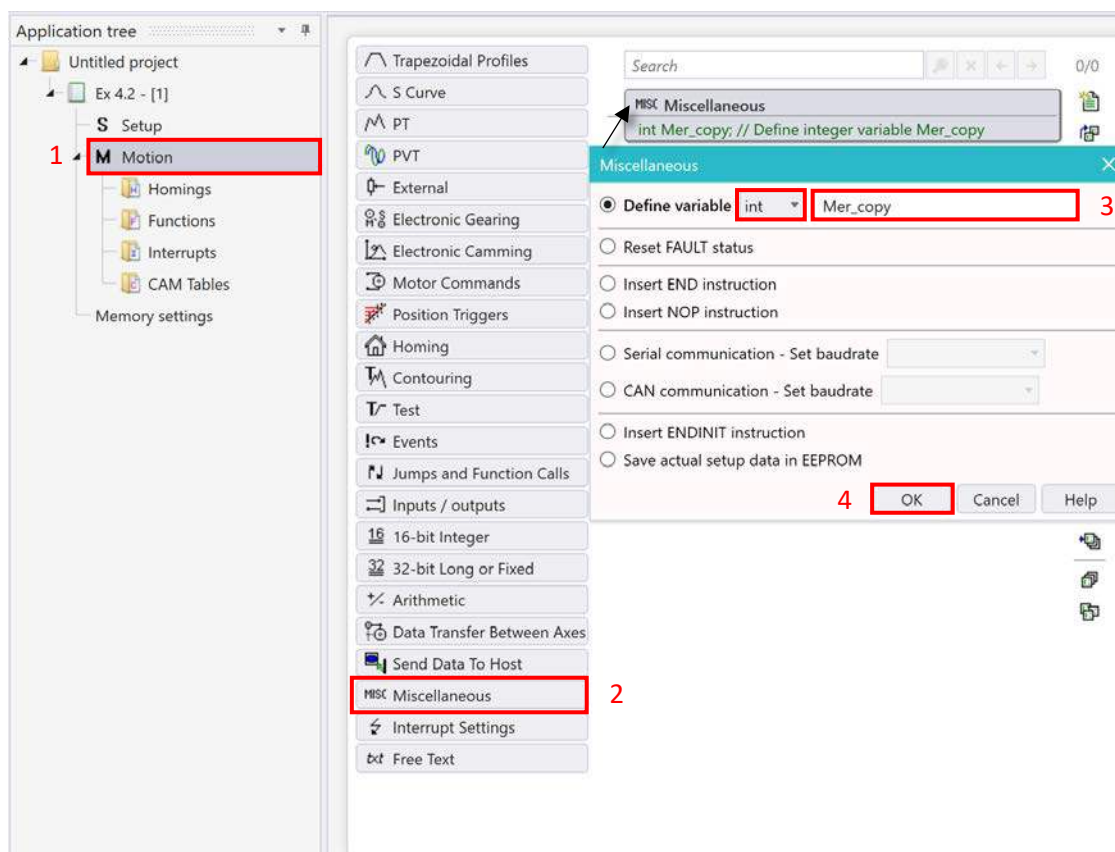 Application tree
Untitled project
Ex 4.2 - [1]
S Setup
1 M Motion
Homings
Functions
Interrupts
CAM Tables
Memory settings
Trapezoidal Profiles
S Curve
PT
PVT
External
Electronic Gearing
Electronic Camming
Motor Commands
Position Triggers
Homing
Contouring
Test
Events
Jumps and Function Calls
Inputs / outputs
16 16-bit Integer
32 32-bit Long or Fixed
Arithmetic
Data Transfer Between Axes
Send Data To Host
MISC Miscellaneous 2
Interrupt Settings
txt Free Text
Search 0/0
MISC Miscellaneous
int Mer_copy; // Define integer variable Mer_copy
Miscellaneous
Define variable int Mer_copy 3
Reset FAULT status
Insert END instruction
Insert NOP instruction
Serial communication - Set baudrate
CAN communication - Set baudrate
Insert ENDINIT instruction
Save actual setup data in EEPROM
4 OK Cancel Help